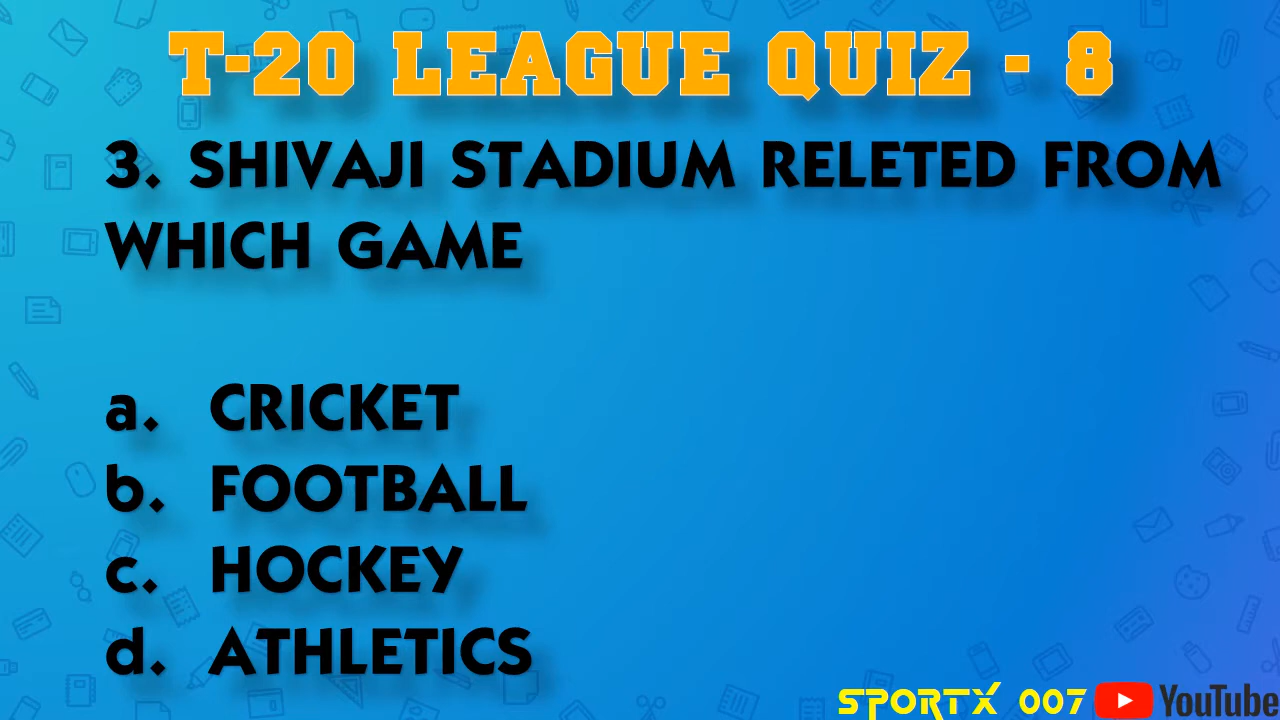 T-20 LEAGUE QUIZ - 8
3. SHIVAJI STADIUM RELETED FROM
WHICH GAME
a. CRICKET
b. FOOTBALL
c. HOCKEY
d. ATHLETICS
SPORTX 007 YouTube